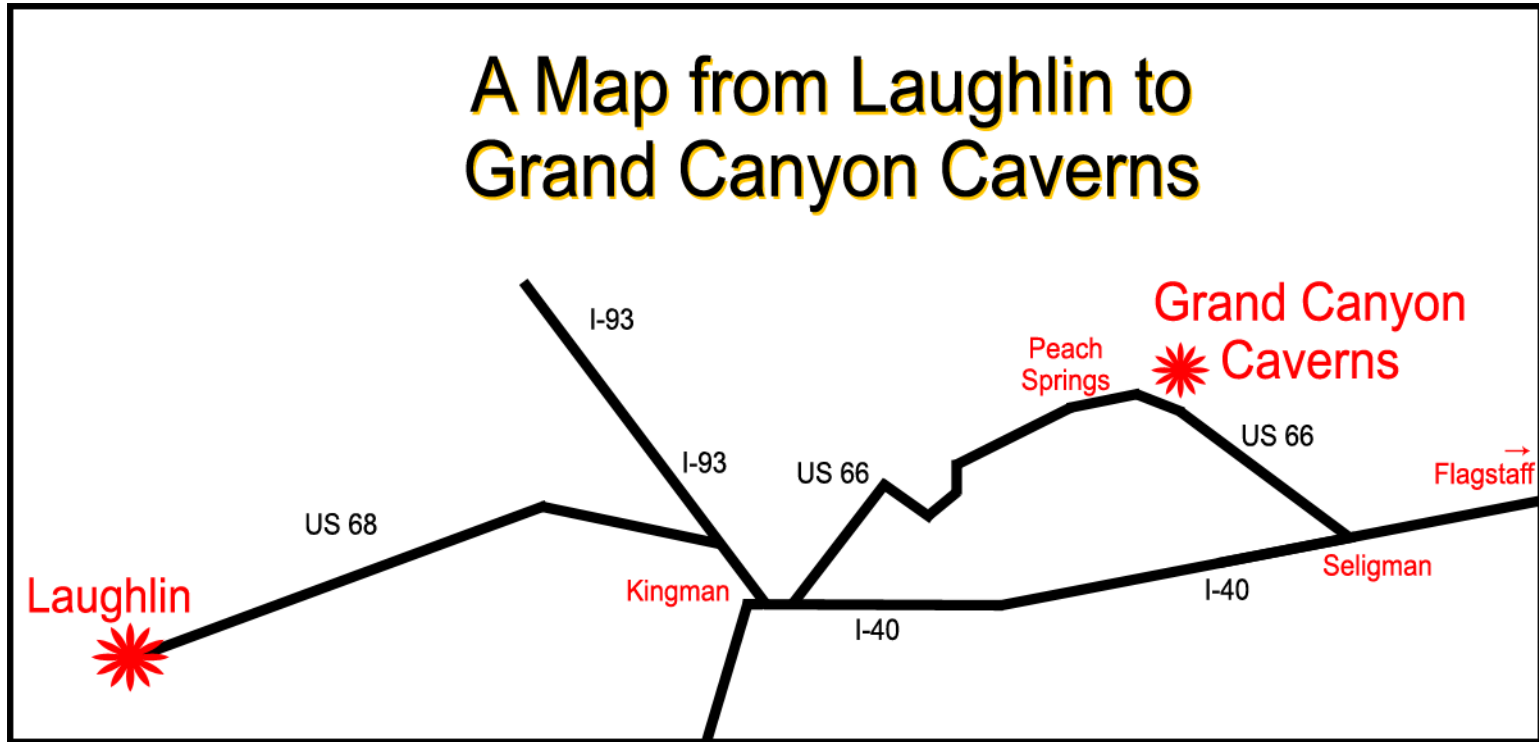 A Map from Laughlin to
Grand Canyon Caverns
I-93
Grand Canyon
Caverns
Peach
Springs
US 66
I-93
US 66
→
Flagstaff
US 68
Kingman
Seligman
I-40
Laughlin
I-40